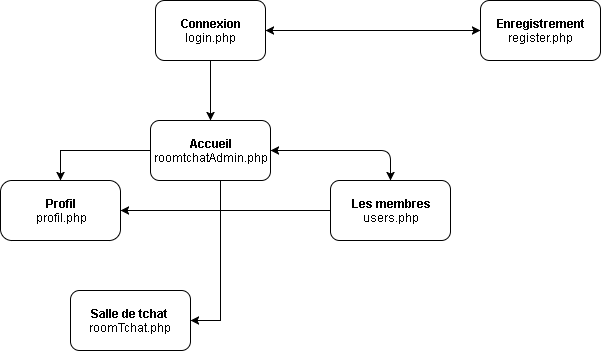 Connexion
login.php
Enregistrement
register.php
Accueil
roomtchatAdmin.php
Profil
profil.php
Les membres
users.php
Salle de tchat
roomTchat.php